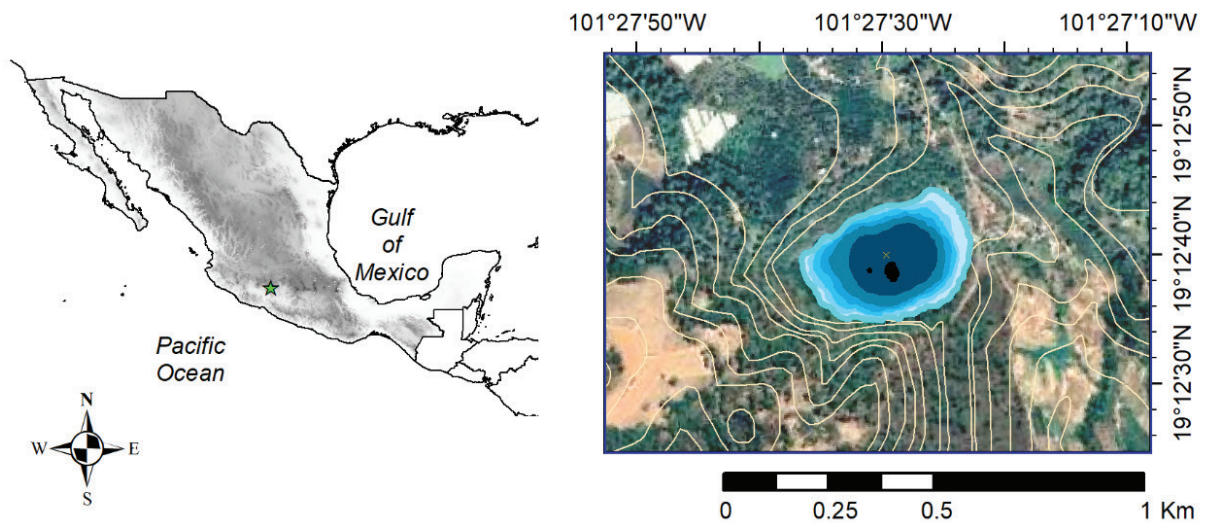 101°27'50"W 101°27'30"W 101°27'10"W
Gulf
of
Mexico
Pacific
Ocean
N
W E
S
19°12'50"N
19°12'40"N
19°12'30"N
0 0.25 0.5 1 Km